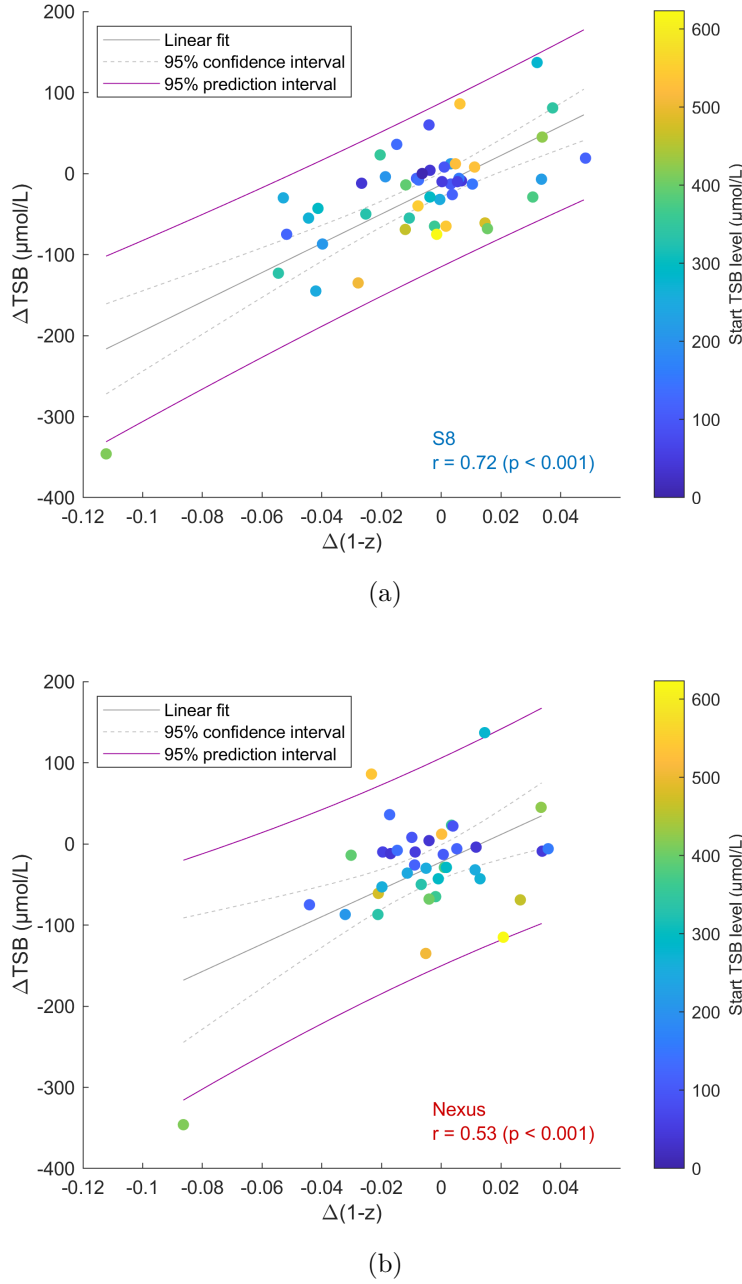 200
100
0
-100
-200
-300
-400
ΔTSB (μmol/L)
Linear fit
95% confidence interval
95% prediction interval
S8
r = 0.72 (p < 0.001)
-0.12 -0.1 -0.08 -0.06 -0.04 -0.02 0 0.02 0.04
Δ(1-z)
600
500
400
300
200
100
0
Start TSB level (μmol/L)
(a)
200
100
0
-100
-200
-300
-400
ΔTSB (μmol/L)
Linear fit
95% confidence interval
95% prediction interval
Nexus
r = 0.53 (p < 0.001)
-0.12 -0.1 -0.08 -0.06 -0.04 -0.02 0 0.02 0.04
Δ(1-z)
600
500
400
300
200
100
0
Start TSB level (μmol/L)
(b)